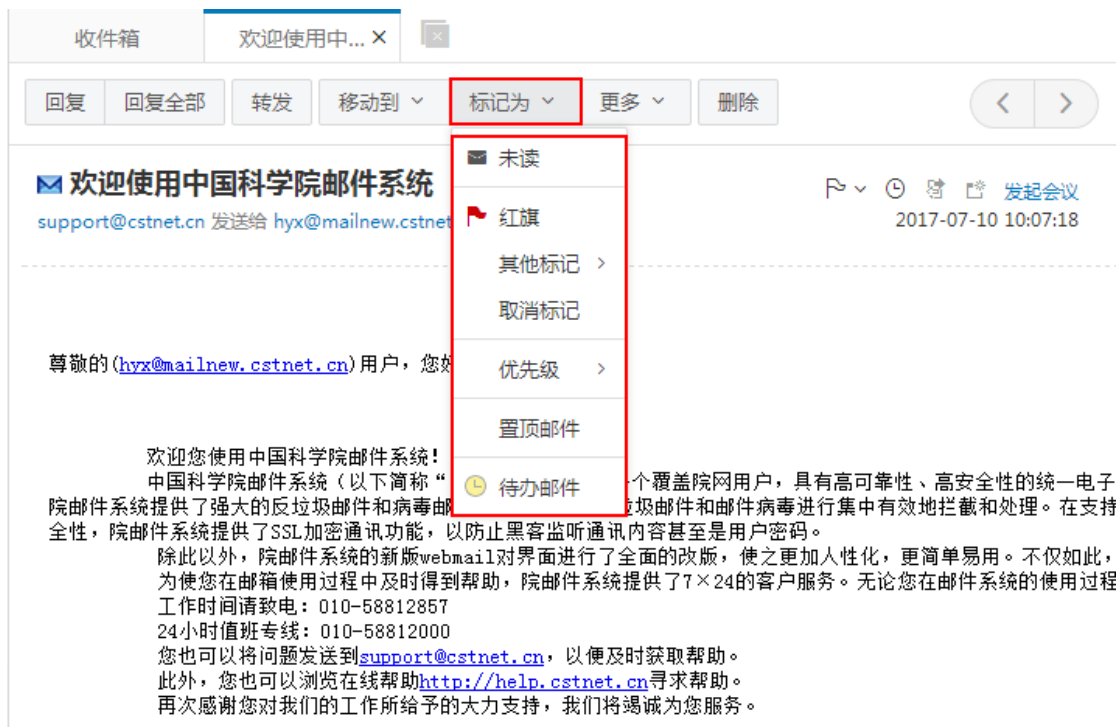 收件箱
欢迎使用中... ×
回复 回复全部 转发 移动到 标记为 更多 删除
未读
欢迎使用中国科学院邮件系统
发起会议
support@cstnet.cn 发送给 hyx@mailnew.cstnet
2017-07-10 10:07:18
红旗
其他标记
取消标记
优先级
置顶邮件
待办邮件
尊敬的(hyx@mailnew.cstnet.cn)用户，您
欢迎您使用中国科学院邮件系统!
中国科学院邮件系统（以下简称“ 个覆盖院网用户，具有高可靠性、高安全性的统一电子
院邮件系统提供了强大的反垃圾邮件和病毒邮 垃圾邮件和邮件病毒进行集中有效地拦截和处理。在支持
全性，院邮件系统提供了SSL加密通讯功能，以防止黑客监听通讯内容甚至是用户密码。
除此以外，院邮件系统的新版webmail对界面进行了全面的改版，使之更加人性化，更简单易用。不仅如此，
为使您在邮箱使用过程中及时得到帮助，院邮件系统提供了7×24的客户服务。无论您在邮件系统的使用过程
工作时间请致电：010-58812857
24小时值班专线：010-58812000
您也可以将问题发送到support@cstnet.cn，以便及时获取帮助。
此外，您也可以浏览在线帮助http://help.cstnet.cn寻求帮助。
再次感谢您对我们的工作所给予的大力支持，我们将竭诚为您服务。